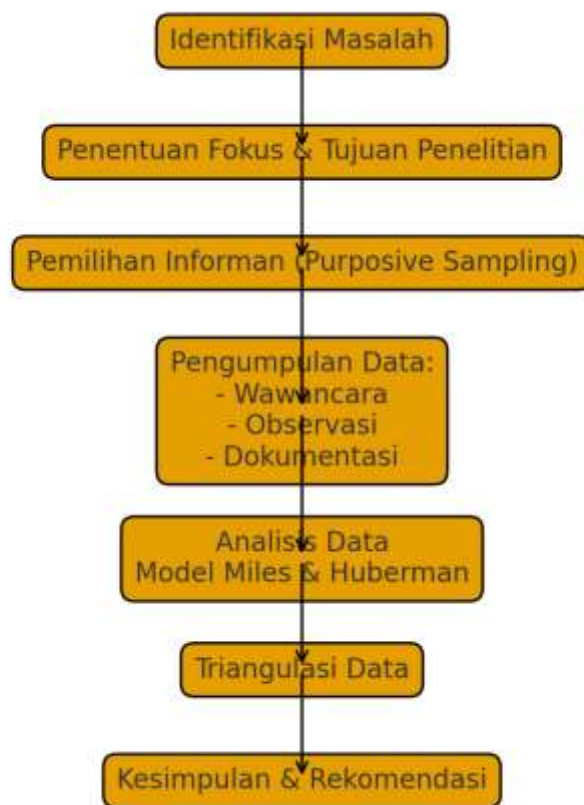 Identifikasi Masalah
Penentuan Fokus & Tujuan Penelitian
Pemilihan Informan (Purposive Sampling)
Pengumpulan Data:
- Wawancara
- Observasi
- Dokumentasi
Analisis Data
Model Miles & Huberman
Triangulasi Data
Kesimpulan & Rekomendasi